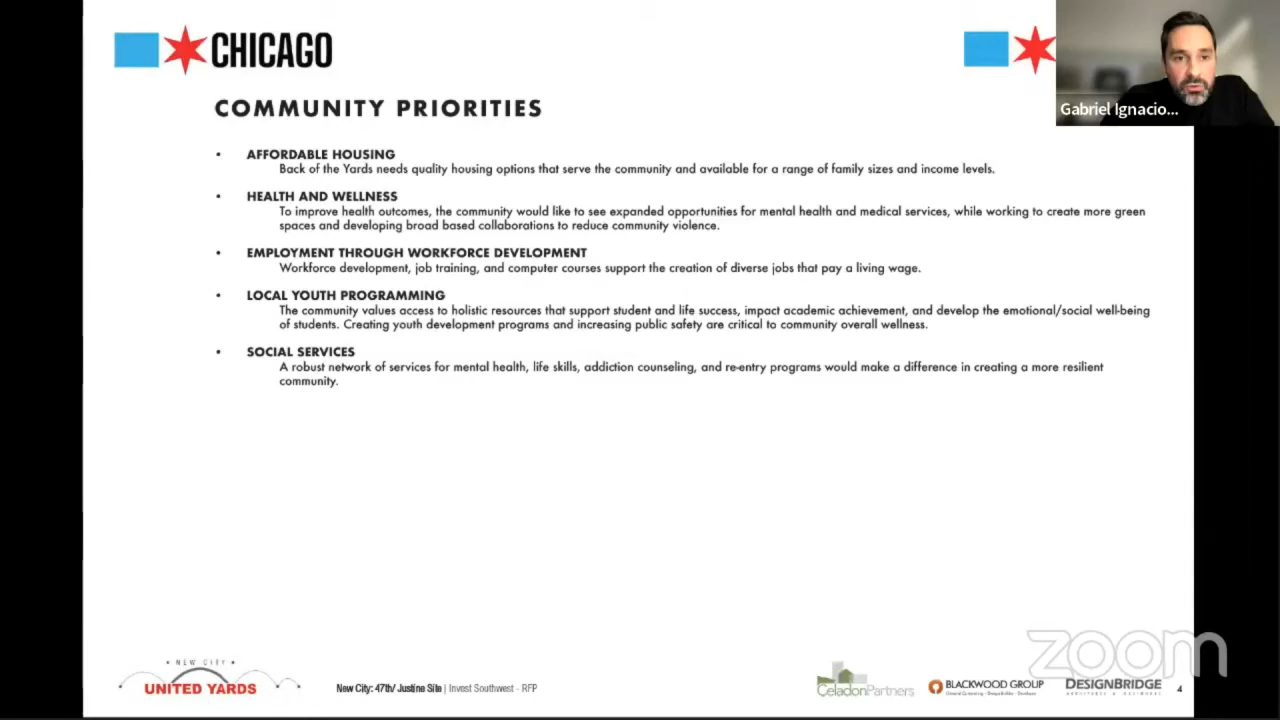 CHICAGO
Gabriel Ignacio...
COMMUNITY PRIORITIES
• AFFORDABLE HOUSING
Back of the Yards needs quality housing options that serve the community and available for a range of family sizes and income levels.
• HEALTH AND WELLNESS
To improve health outcomes, the community would like to see expanded opportunities for mental health and medical services, while working to create more green
spaces and developing broad based collaborations to reduce community violence.
• EMPLOYMENT THROUGH WORKFORCE DEVELOPMENT
Workforce development, job training, and computer courses support the creation of diverse jobs that pay a living wage.
• LOCAL YOUTH PROGRAMMING
The community values access to holistic resources that support student and life success, impact academic achievement, and develop the emotional/social well-being
of students. Creating youth development programs and increasing public safety are critical to community overall wellness.
• SOCIAL SERVICES
A robust network of services for mental health, life skills, addiction counseling, and re-entry programs would make a difference in creating a more resilient
community.
zoom
• NEW CITY •
UNITED YARDS
New City: 47th/ Justine Site | Invest Southwest - RFP
CeladonPartners
BLACKWOOD GROUP
DESIGNBRIDGE
4